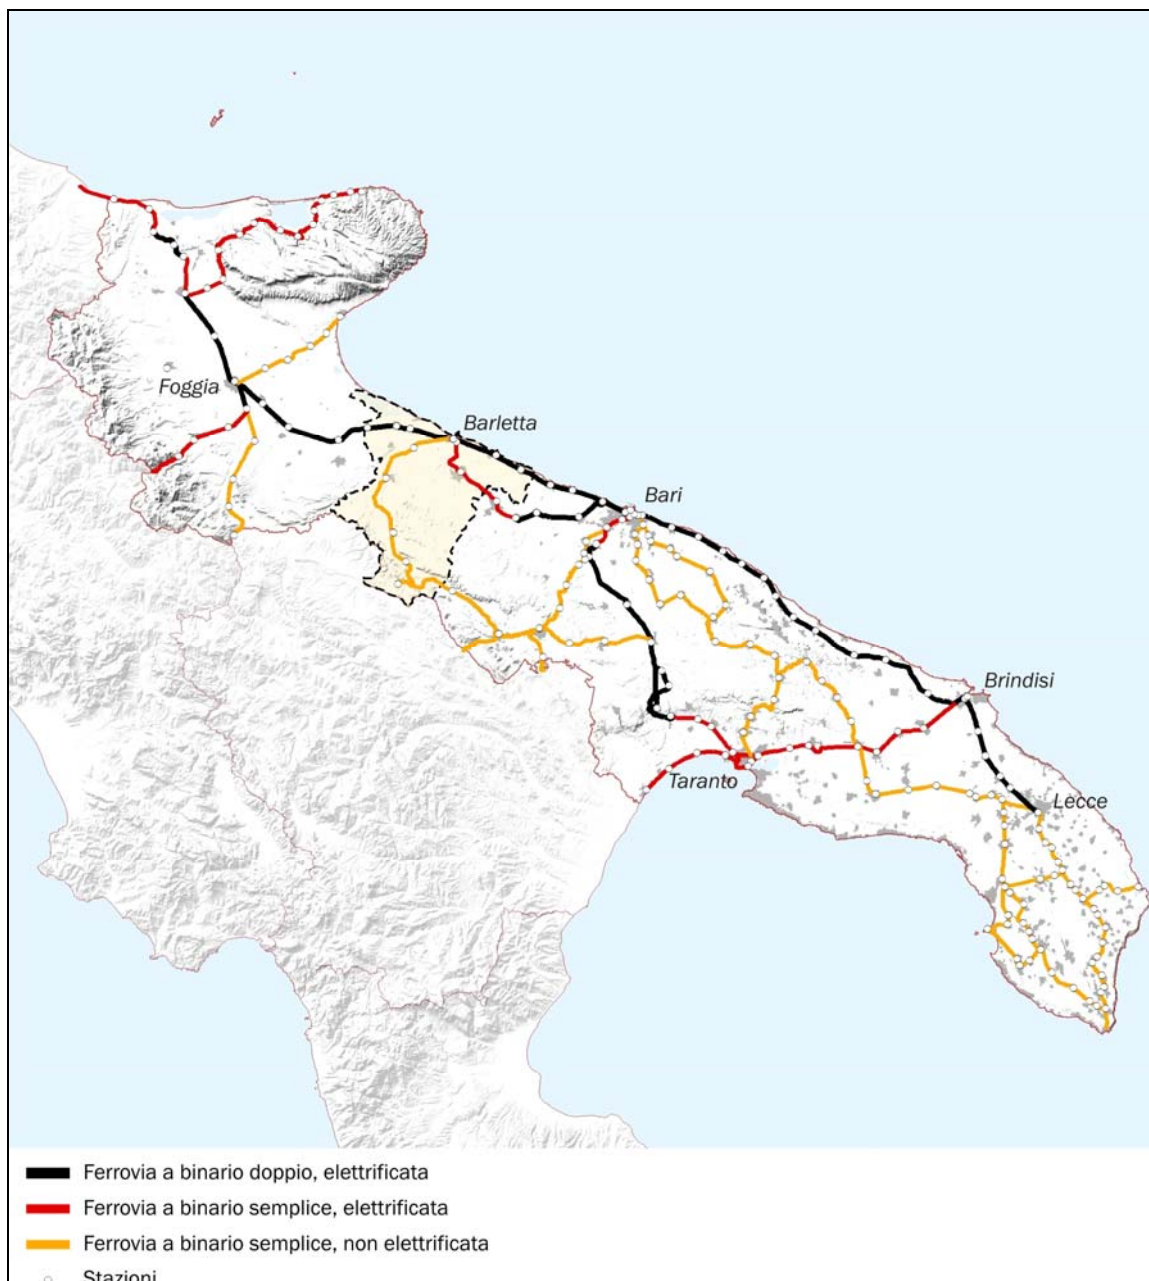 Foggia
Barletta
Bari
Brindisi
Taranto
Lecce
Ferrovia a binario doppio, elettrificata
Ferrovia a binario semplice, elettrificata
Ferrovia a binario semplice, non elettrificata
Stazioni